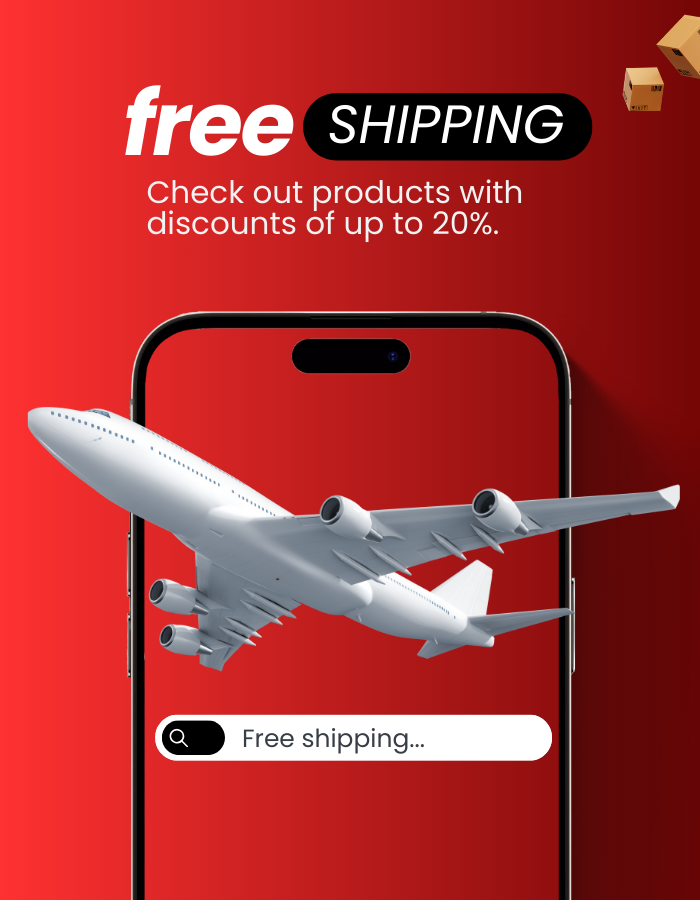 free SHIPPING
Check out products with
discounts of up to 20%.
Free shipping...